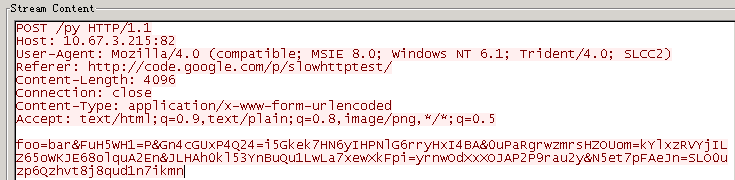 Stream Content
POST /py HTTP/1.1
Host: 10.67.3.215:82
User-Agent: Mozilla/4.0 (compatible; MSIE 8.0; Windows NT 6.1; Trident/4.0; SLCC2)
Referer: http://code.google.com/p/slowhttptest/
Content-Length: 4096
Connection: close
Content-Type: application/x-www-form-urlencoded
Accept: text/html;q=0.9,text/plain;q=0.8,image/png,*/*;q=0.5
foo=bar&FuH5WH1=P&Gn4cGUxP4Q24=i5Gkek7HN6yIHPNlG6rryHxI4BA&0uPaRgrwzmrsHZOUom=kYlxzRVYjIL
Z65oWKJE68olquA2En&JLHAh0kl53YnBuQu1LwLa7xewXkFpi=yrnwOdXxXOJAP2P9rau2y&N5et7pFAeJn=SLO0u
zp6Qzhvt8j8qud1n7ikmn